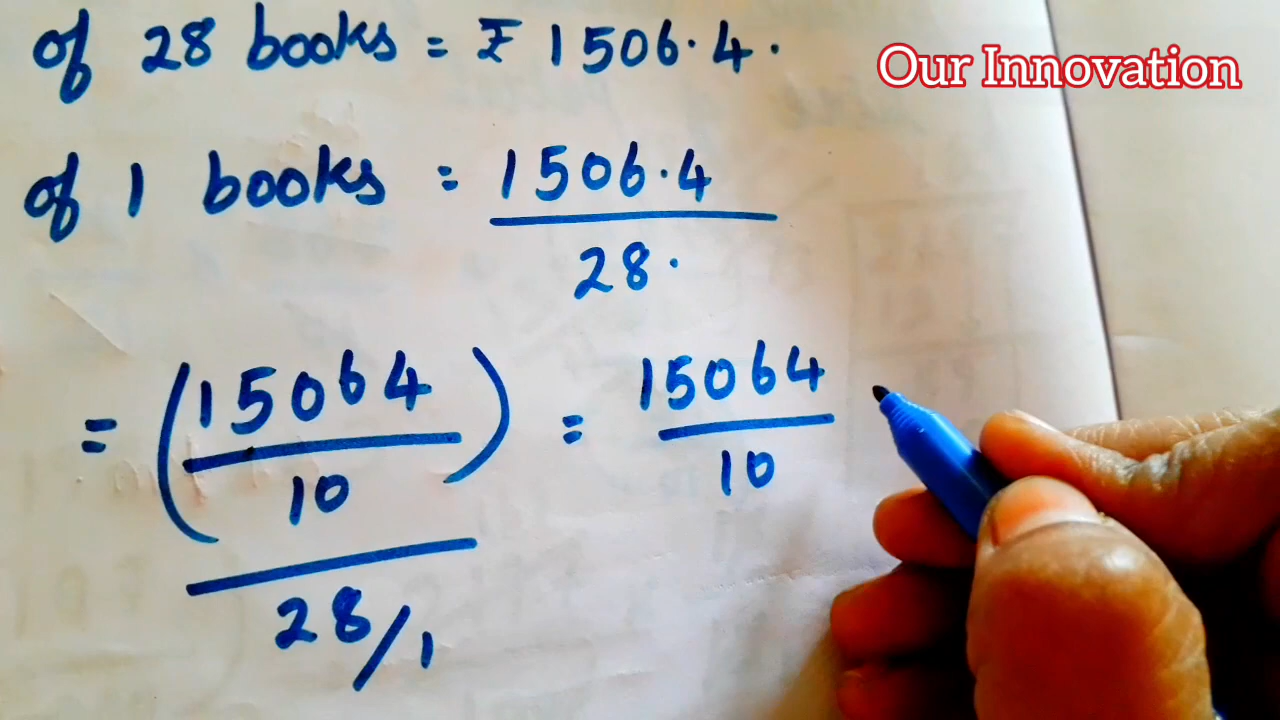 of 28 books = ₹ 1506.4.
Our Innovation
of 1 books = 1506.4
28.
= (15064) = 15064
10 10
28/1